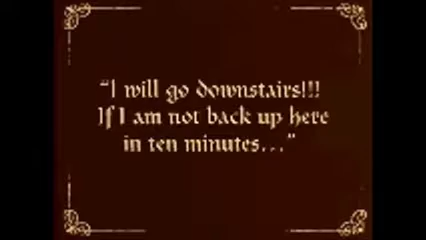 “I will go downstairs!!!
If I am not back up here
in ten minutes...”